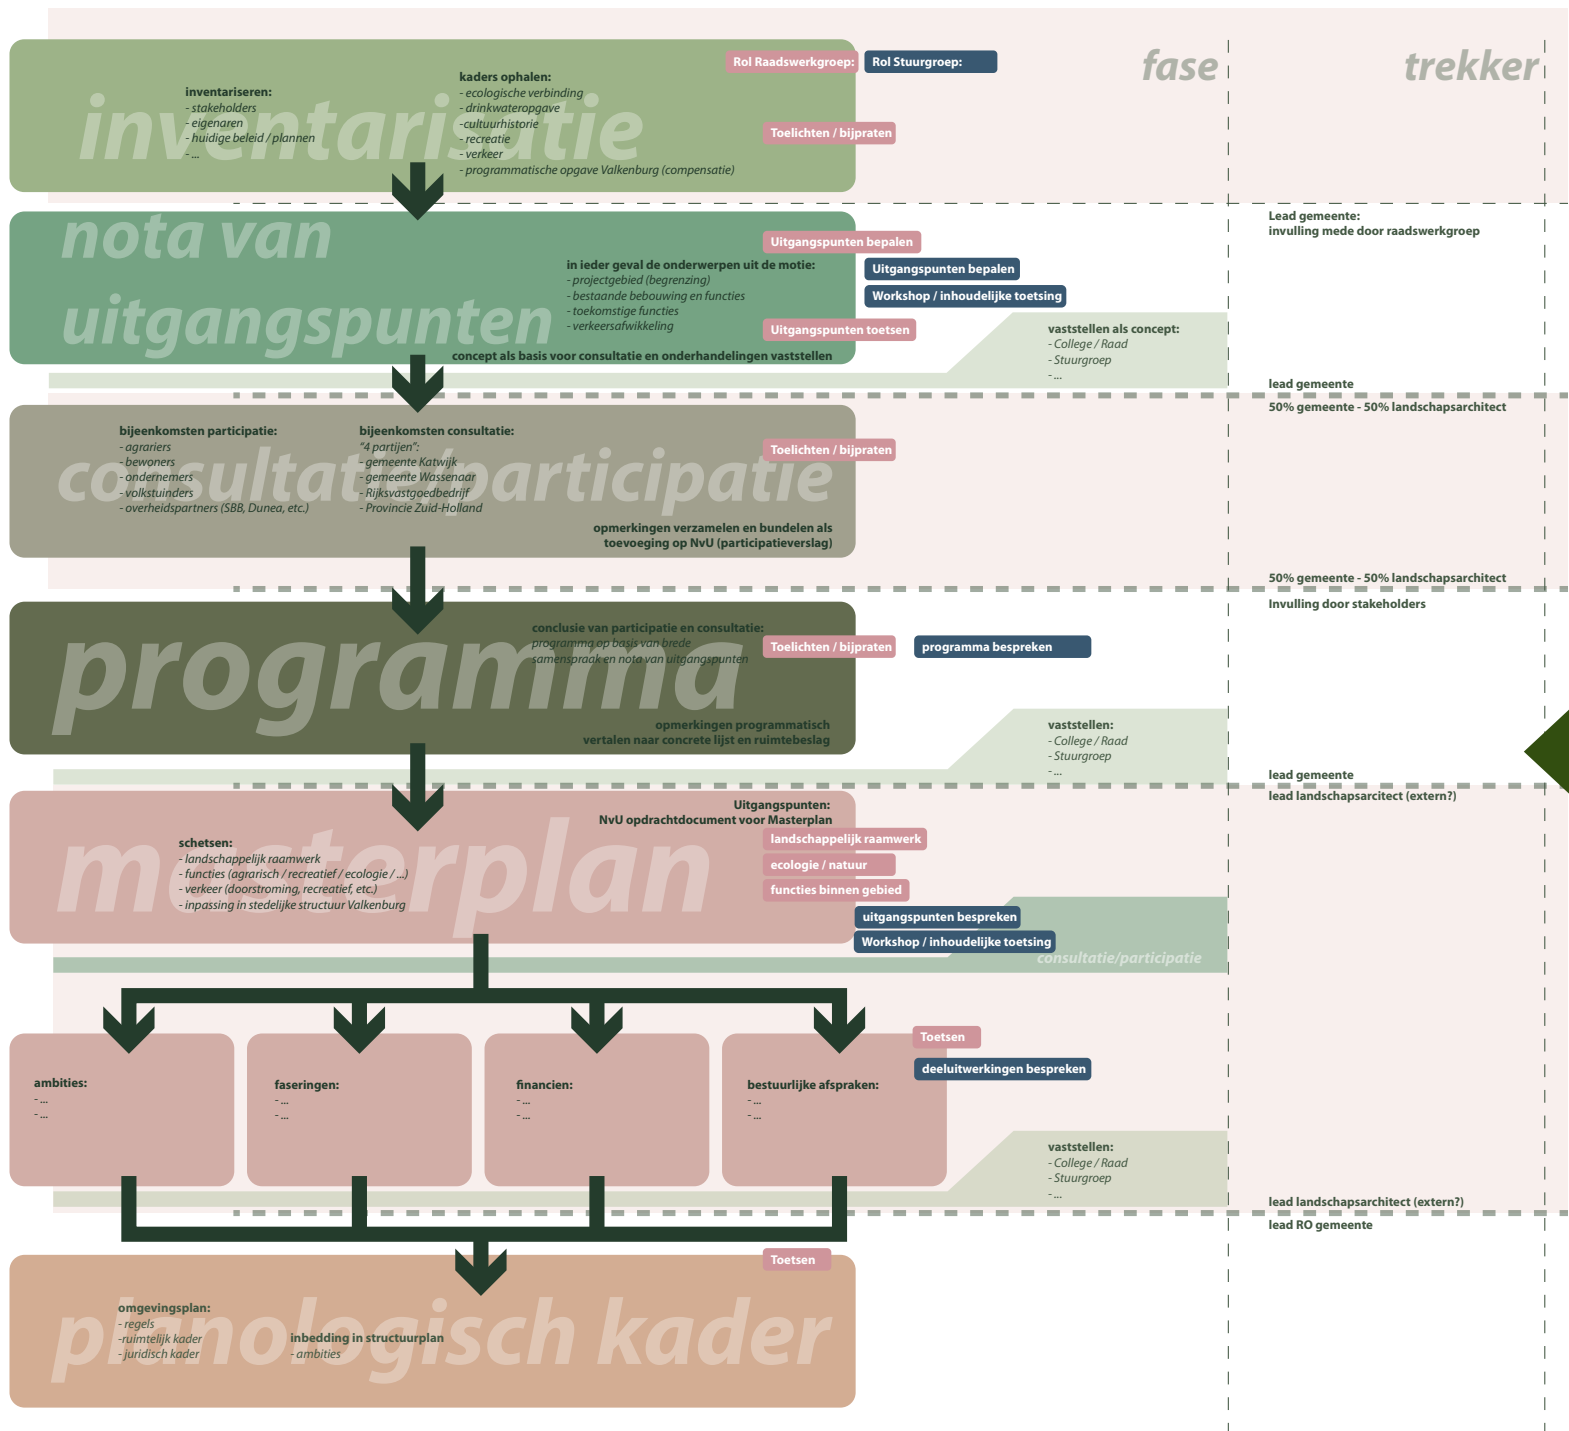 fase
trekker
Rol Raadswerkgroep:
Rol Stuurgroep:
inventarisatie
inventariseren:
- stakeholders
- eigenaren
- huidige beleid / plannen
- ...
kaders ophalen:
- ecologische verbinding
- drinkwateropgave
-cultuurhistorie
- recreatie
- verkeer
- programmatische opgave Valkenburg (compensatie)
Toelichten / bijpraten
Lead gemeente:
invulling mede door raadswerkgroep
nota van
uitgangspunten
Uitgangspunten bepalen
in ieder geval de onderwerpen uit de motie:
- projectgebied (begrenzing)
- bestaande bebouwing en functies
- toekomstige functies
- verkeersafwikkeling
Uitgangspunten bepalen
Workshop / inhoudelijke toetsing
Uitgangspunten toetsen
concept als basis voor consultatie en onderhandelingen vaststellen
vaststellen als concept:
- College / Raad
- Stuurgroep
- ...
lead gemeente
50% gemeente - 50% landschapsarchitect
consultatie/participatie
bijeenkomsten participatie:
- agrariers
- bewoners
- ondernemers
- volkstuinders
- overheidspartners (SBB, Dunea, etc.)
bijeenkomsten consultatie:
"4 partijen":
- gemeente Katwijk
- gemeente Wassenaar
- Rijksvastgoedbedrijf
- Provincie Zuid-Holland
Toelichten / bijpraten
opmerkingen verzamelen en bundelen als
toevoeging op NvU (participatieverslag)
50% gemeente - 50% landschapsarchitect
Invulling door stakeholders
programma
conclusie van participatie en consultatie:
programma op basis van brede
samenspraak en nota van uitgangspunten
Toelichten / bijpraten
programma bespreken
opmerkingen programmatisch
vertalen naar concrete lijst en ruimtebeslag
vaststellen:
- College / Raad
- Stuurgroep
- ...
lead gemeente
lead landschapsarcitect (extern?)
masterplan
Uitgangspunten:
NvU opdrachtdocument voor Masterplan
schetsen:
- landschappelijk raamwerk
- functies (agrarisch / recreatief / ecologie / ...)
- verkeer (doorstroming, recreatief, etc.)
- inpassing in stedelijke structuur Valkenburg
landschappelijk raamwerk
ecologie / natuur
functies binnen gebied
uitgangspunten bespreken
Workshop / inhoudelijke toetsing
consultatie/participatie
Toetsen
deeluitwerkingen bespreken
ambities:
- ...
- ...
faseringen:
- ...
- ...
financien:
- ...
- ...
bestuurlijke afspraken:
- ...
- ...
vaststellen:
- College / Raad
- Stuurgroep
- ...
lead landschapsarchitect (extern?)
lead RO gemeente
Toetsen
planologisch kader
omgevingsplan:
- regels
-ruimtelijk kader
- juridisch kader
inbedding in structuurplan
- ambities